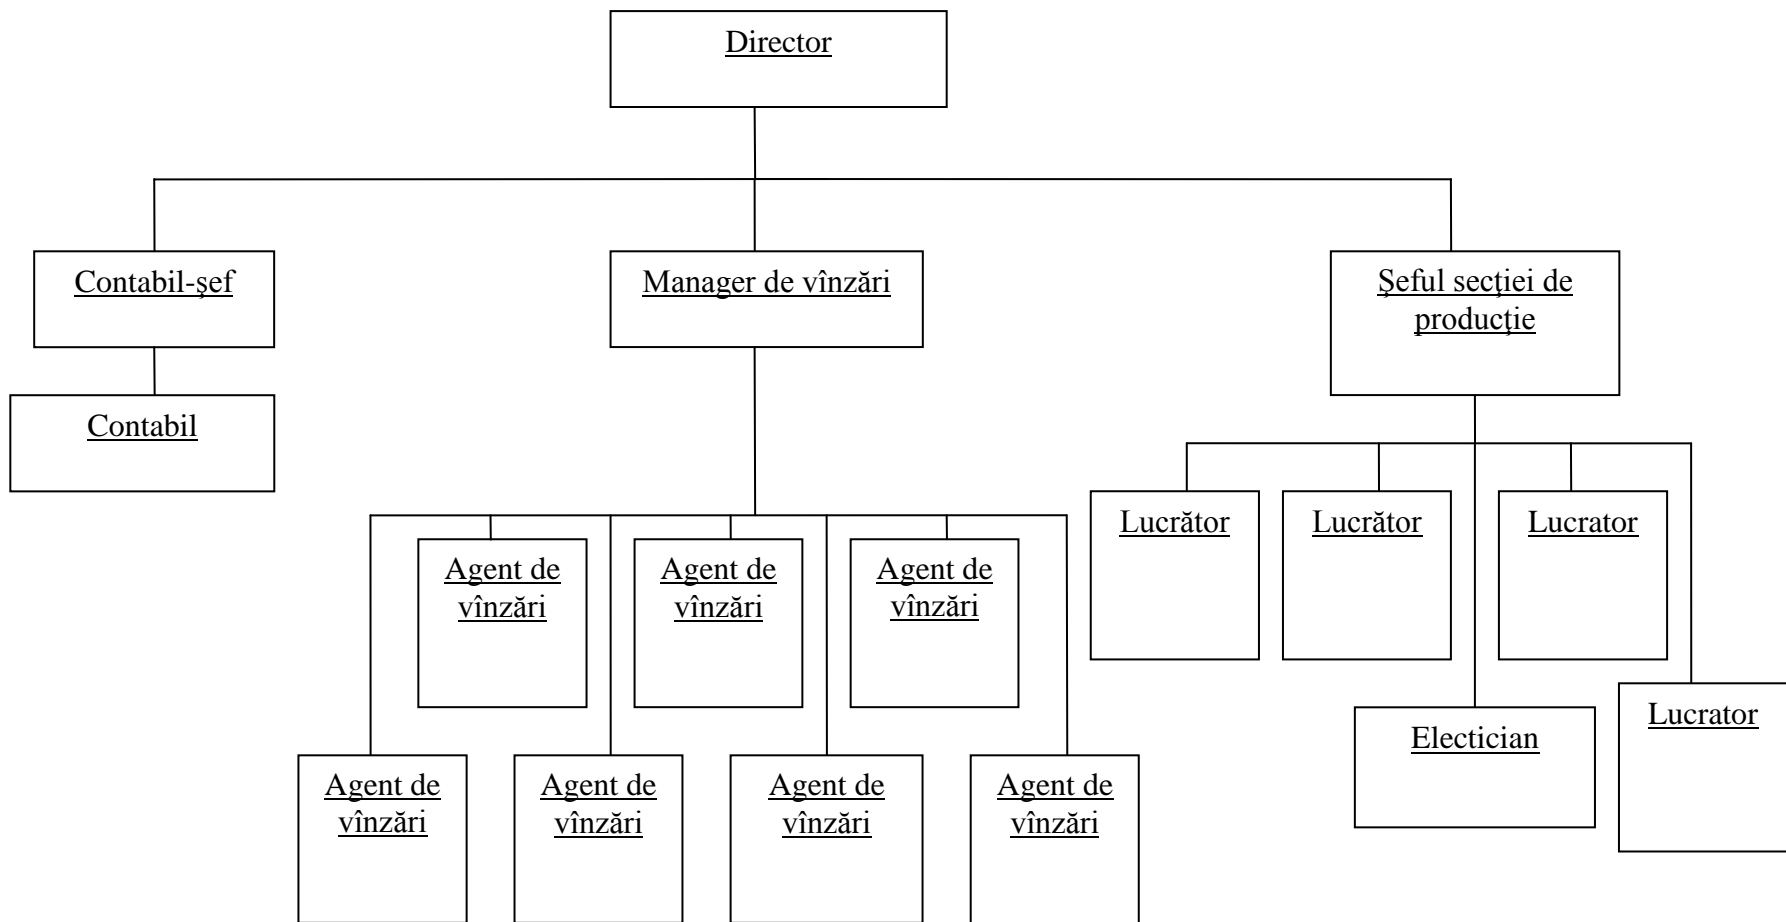 Director
Contabil-şef
Manager de vînzări
Şeful secţiei de
producţie
Contabil
Lucrător
Lucrător
Lucrator
Agent de
vînzări
Agent de
vînzări
Agent de
vînzări
Lucrator
Electician
Agent de
vînzări
Agent de
vînzări
Agent de
vînzări
Agent de
vînzări